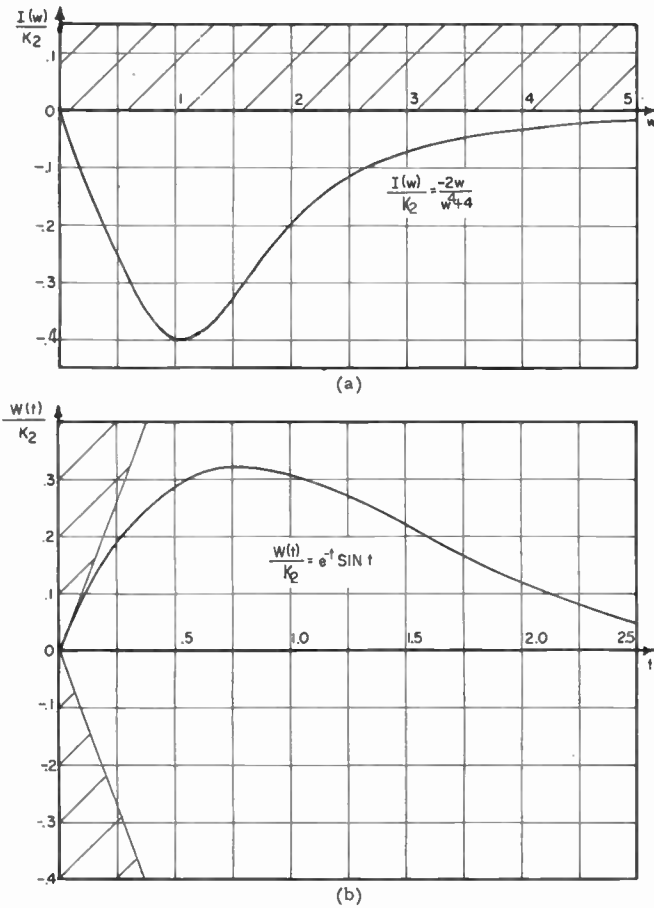 I(w)
K2
.1
0
1
2
3
4
5
w
-.1
-.2
-.3
-.4
I(w)/K2 = -2w/w^4+4
(a)
W(t)
K2
.3
.2
.1
0
.5
1.0
1.5
2.0
25
t
-.1
-.2
-.3
-.4
W(t)/K2 = e^-t SIN t
(b)